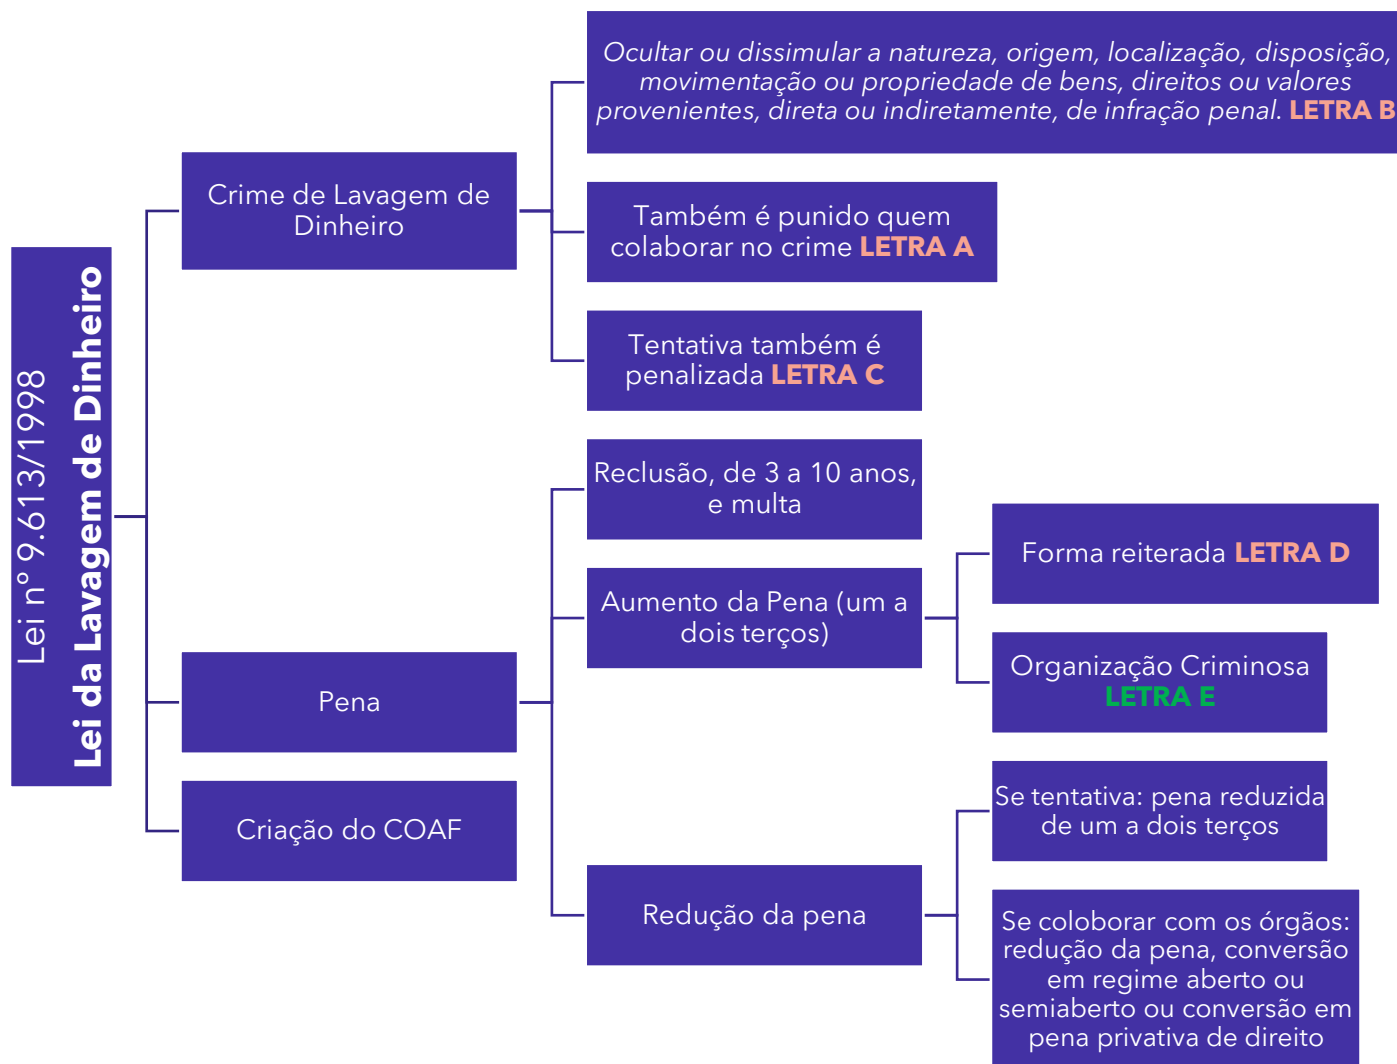 Lei nº 9.613/1998
Lei da Lavagem de Dinheiro
Crime de Lavagem de
Dinheiro
Ocultar ou dissimular a natureza, origem, localização, disposição,
movimentação ou propriedade de bens, direitos ou valores
provenientes, direta ou indiretamente, de infração penal. LETRA B
Também é punido quem
colaborar no crime LETRA A
Tentativa também é
penalizada LETRA C
Pena
Reclusão, de 3 a 10 anos,
e multa
Aumento da Pena (um a
dois terços)
Forma reiterada LETRA D
Organização Criminosa
LETRA E
Redução da pena
Se tentativa: pena reduzida
de um a dois terços
Se coloborar com os órgãos:
redução da pena, conversão
em regime aberto ou
semiaberto ou conversão em
pena privativa de direito
Criação do COAF